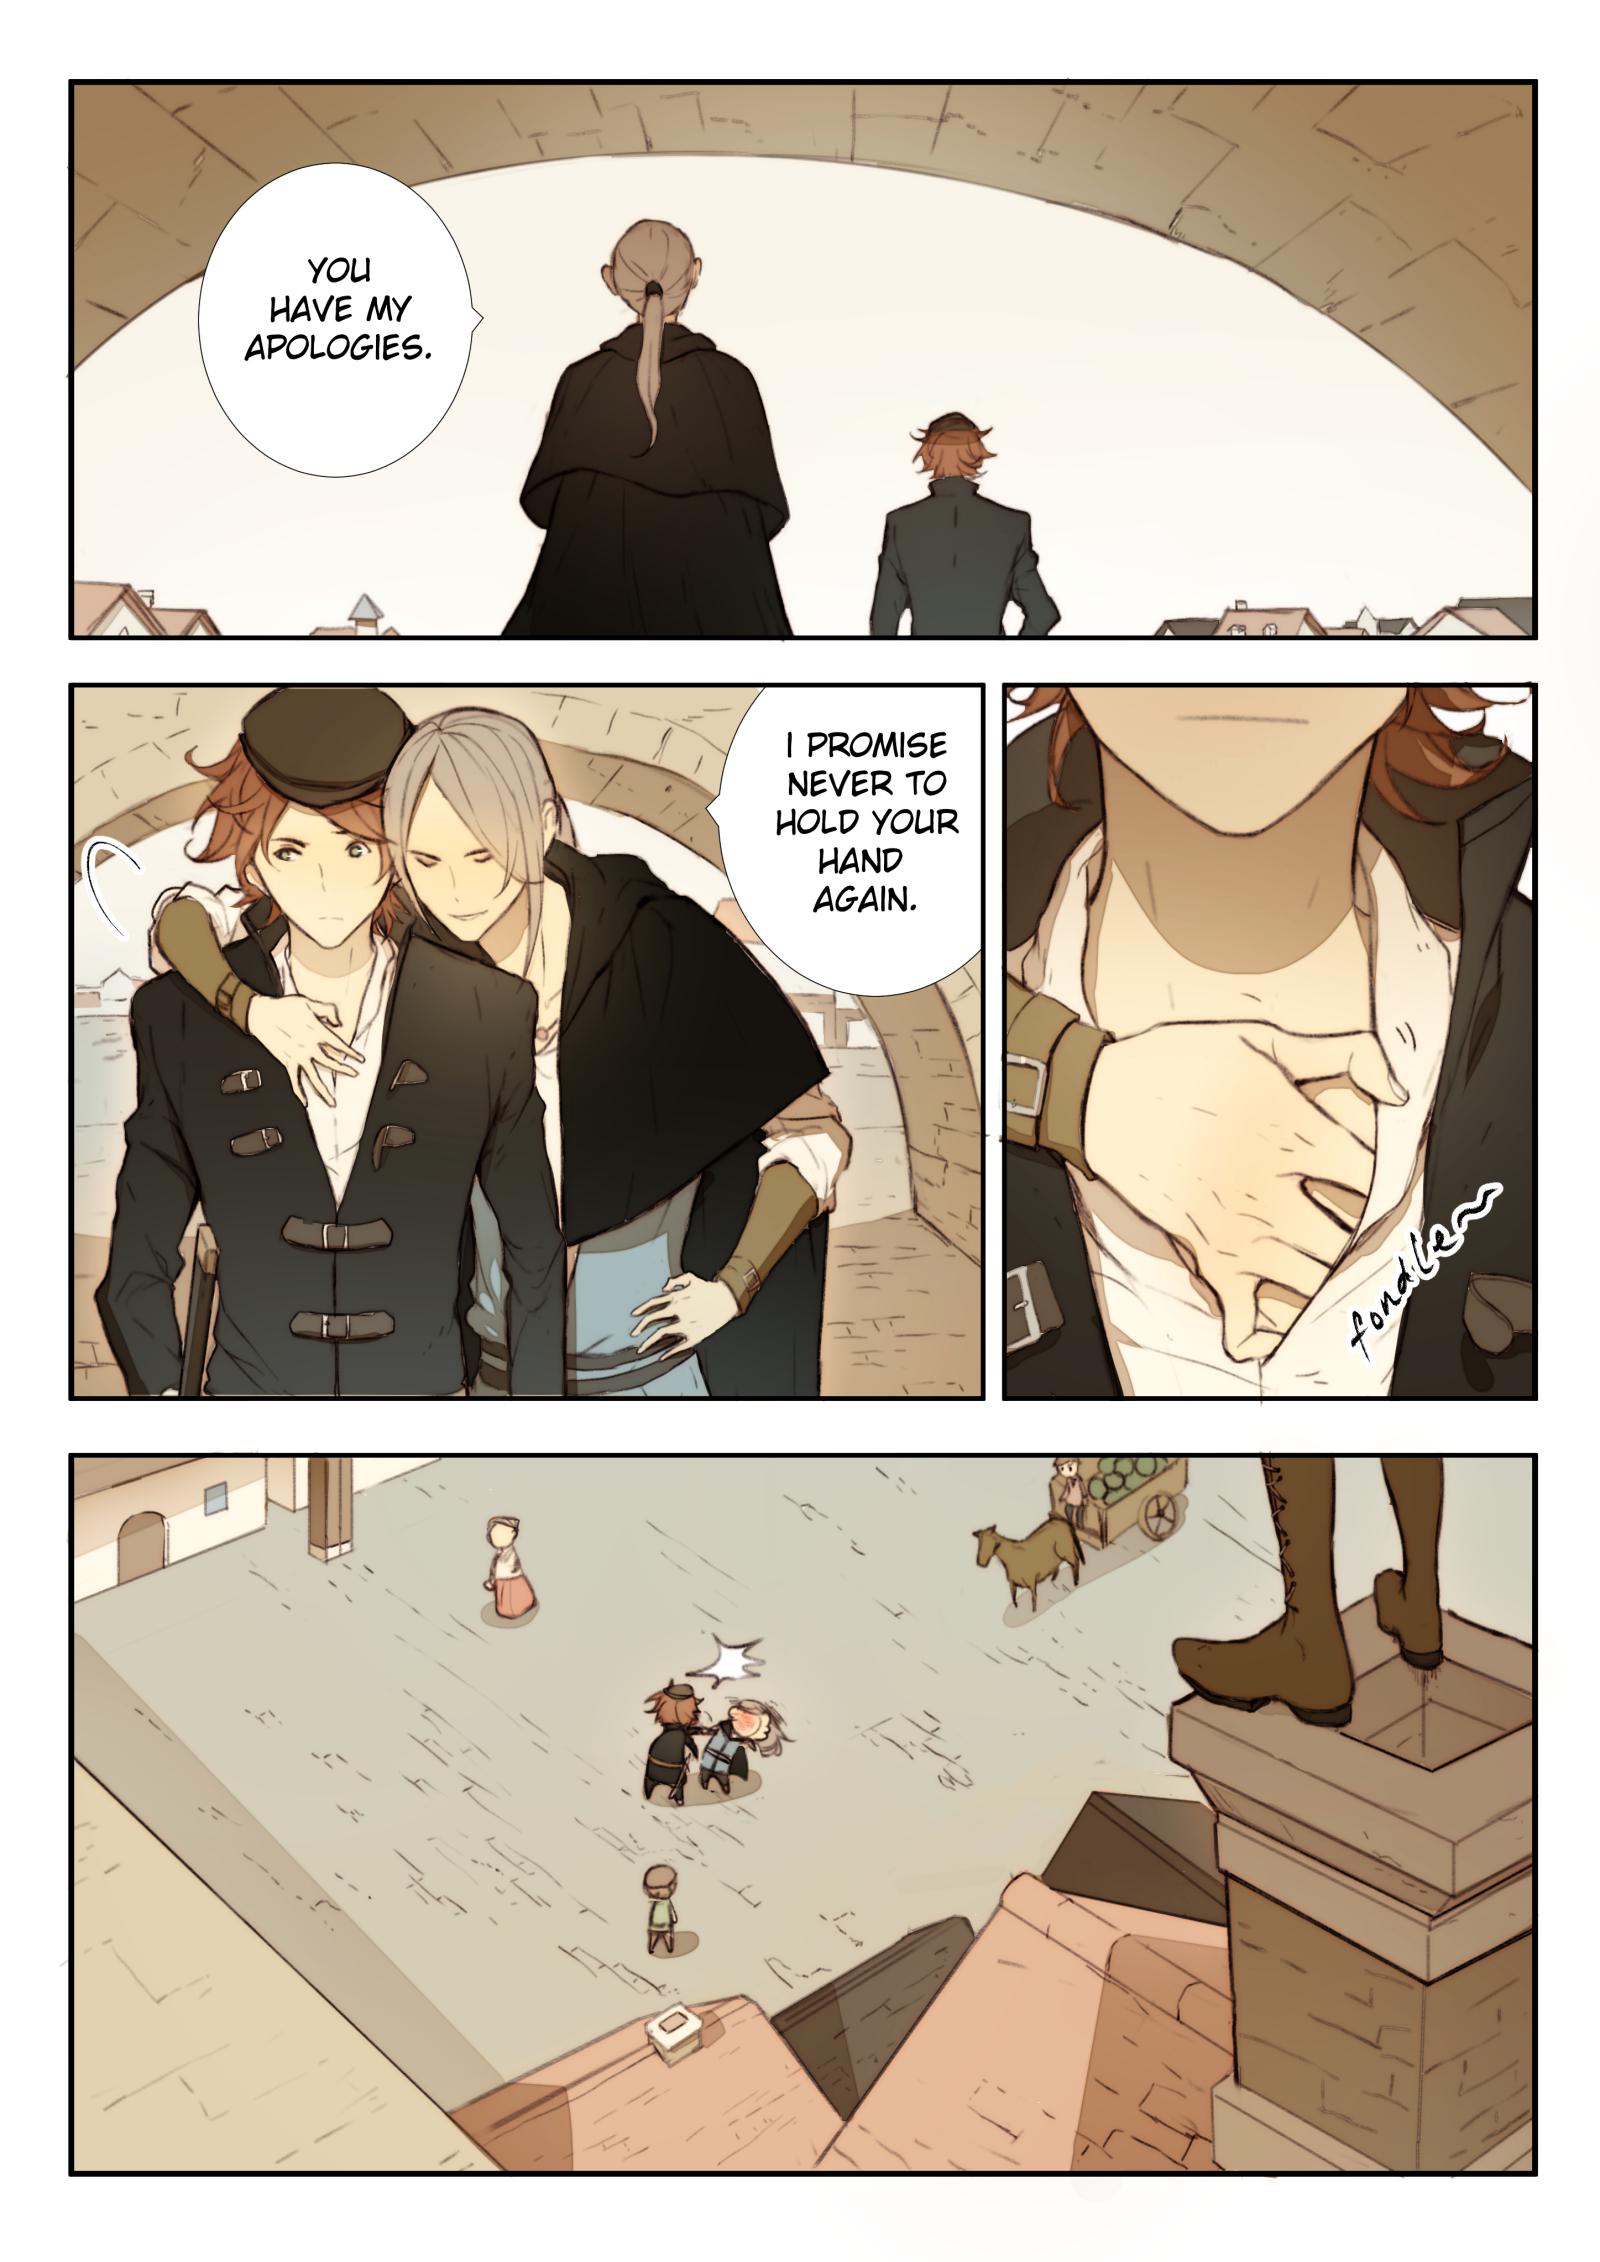 YOU
HAVE MY
APOLOGIES.
I PROMISE
NEVER TO
HOLD YOUR
HAND
AGAIN.
fondle~